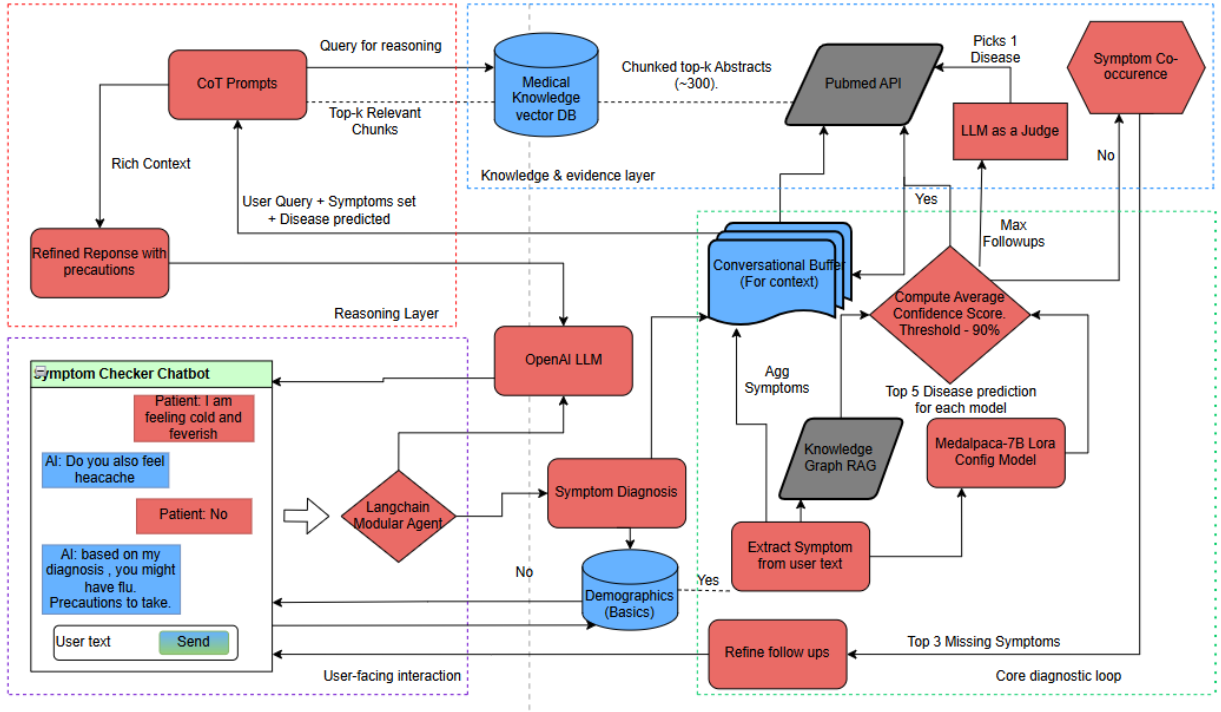 Query for reasoning
CoT Prompts
Top-k Relevant
Chunks
Medical
Knowledge
vector DB
Chunked top-k Abstracts
(~300).
Pubmed API
Picks 1
Disease
Symptom Co-
occurence
LLM as a Judge
No
Rich Context
Knowledge & evidence layer
User Query + Symptoms set
+ Disease predicted
Yes
Max
Followups
Refined Reponse with
precautions
Conversational Buffer
(For context)
Compute Average
Confidence Score.
Threshold - 90%
Reasoning Layer
OpenAI LLM
Agg
Symptoms
Top 5 Disease prediction
for each model
Symptom Checker Chatbot
Patient: I am
feeling cold and
feverish
AI: Do you also feel
heacache
Patient: No
AI: based on my
diagnosis , you might
have flu.
Precautions to take.
User text
Send
Langchain
Modular Agent
Symptom Diagnosis
Knowledge
Graph RAG
Medalpaca-7B Lora
Config Model
Extract Symptom
from user text
No
Demographics
(Basics)
Yes
Refine follow ups
Top 3 Missing Symptoms
User-facing interaction
Core diagnostic loop